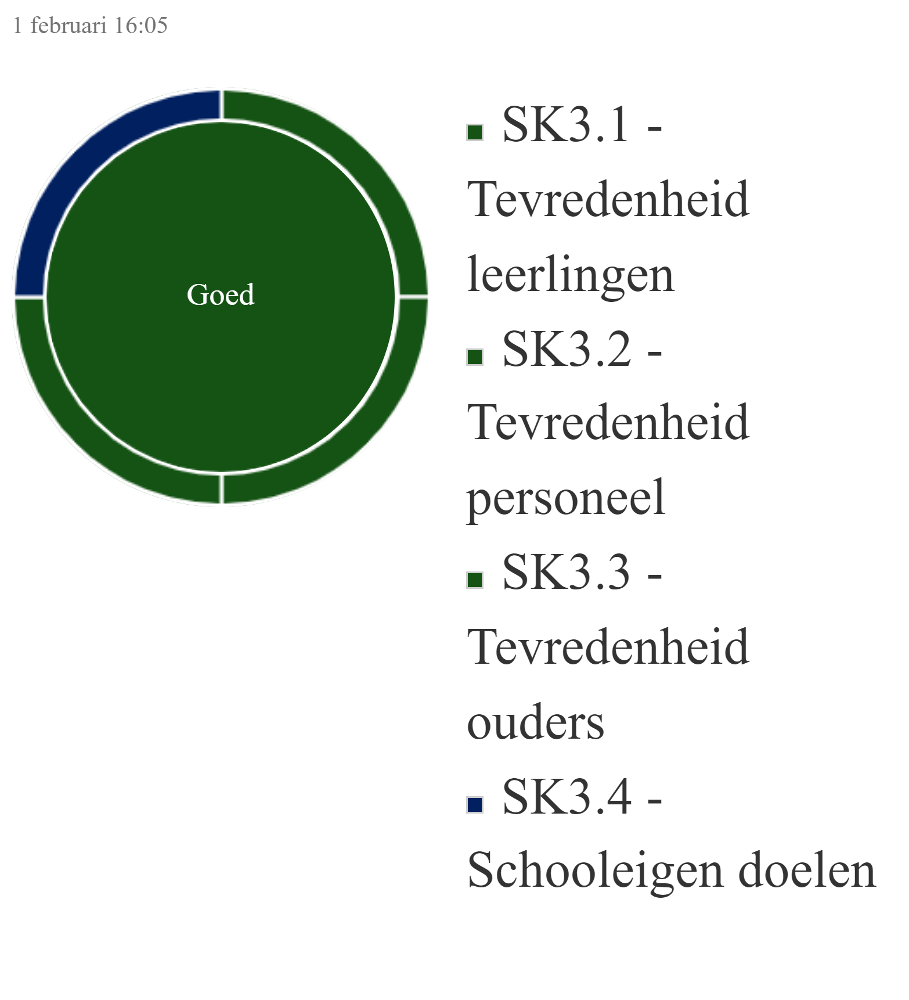 1 februari 16:05
Goed
SK3.1 -
Tevredenheid
leerlingen
SK3.2 -
Tevredenheid
personeel
SK3.3 -
Tevredenheid
ouders
SK3.4 -
Schooleigen doelen